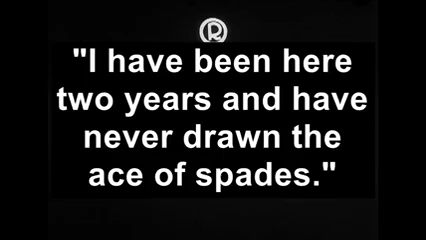 ®
"I have been here
two years and have
never drawn the
ace of spades."